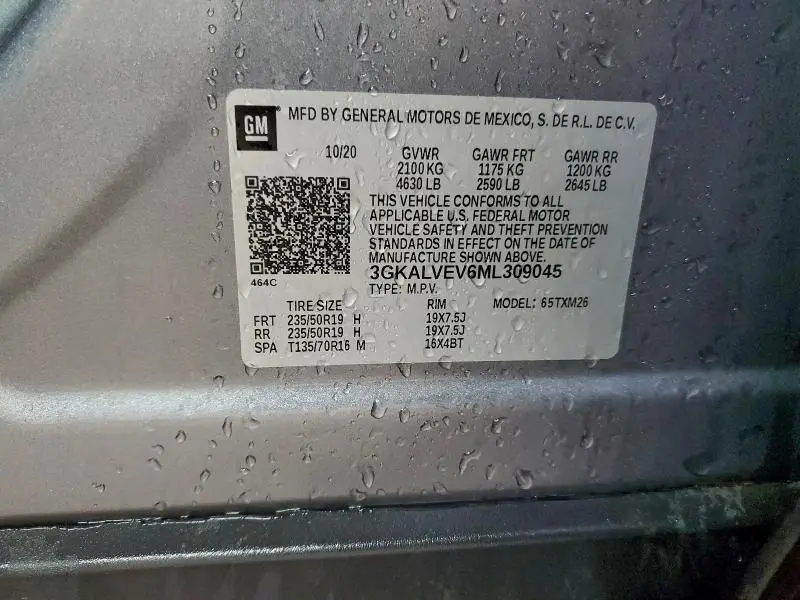 GM MFD BY GENERAL MOTORS DE MEXICO, S. DE R.L. DE C.V.
10/20 GVWR GAWR FRT GAWR RR
2100 KG 1175 KG 1200 KG
4630 LB 2590 LB 2645 LB
THIS VEHICLE CONFORMS TO ALL
APPLICABLE U.S. FEDERAL MOTOR
VEHICLE SAFETY AND THEFT PREVENTION
STANDARDS IN EFFECT ON THE DATE OF
MANUFACTURE SHOWN ABOVE.
3GKALVEV6ML309045
464C TYPE: M.P.V.
TIRE SIZE RIM MODEL: 65TXM26
FRT 235/50R19 H 19X7.5J
RR 235/50R19 H 19X7.5J
SPA T135/70R16 M 16X4BT